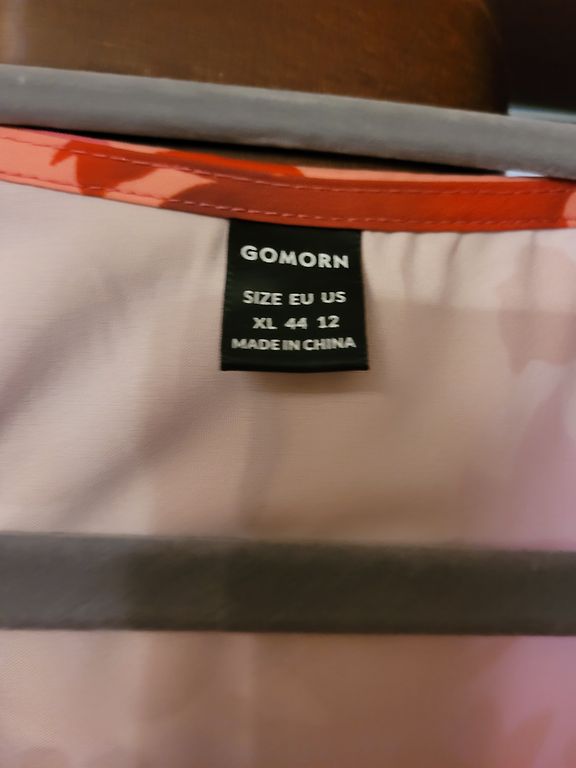 GOMORN
SIZE EU US
XL 44 12
MADE IN CHINA